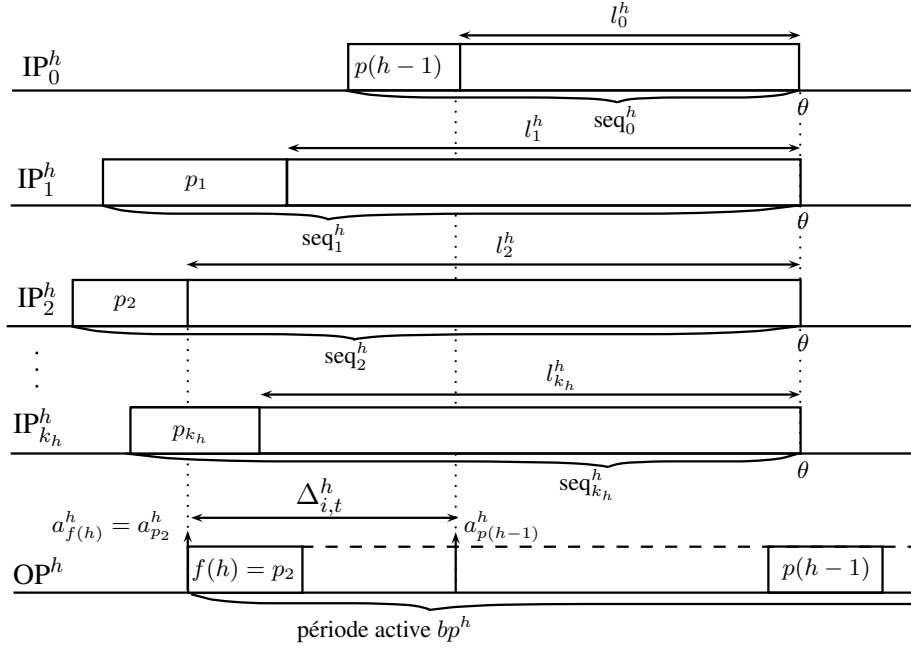 l_0^h
IP_0^h p(h − 1)
θ
seq_0^h
l_1^h
IP_1^h p_1
θ
seq_1^h
l_2^h
IP_2^h p_2
θ
seq_2^h
l_{k_h}^h
IP_{k_h}^h p_{k_h}
θ
seq_{k_h}^h
Δ_{i,t}^h
a_{f(h)}^h = a_{p_2}^h a_{p(h−1)}^h
OP^h f(h) = p_2 p(h − 1)
période active bp^h